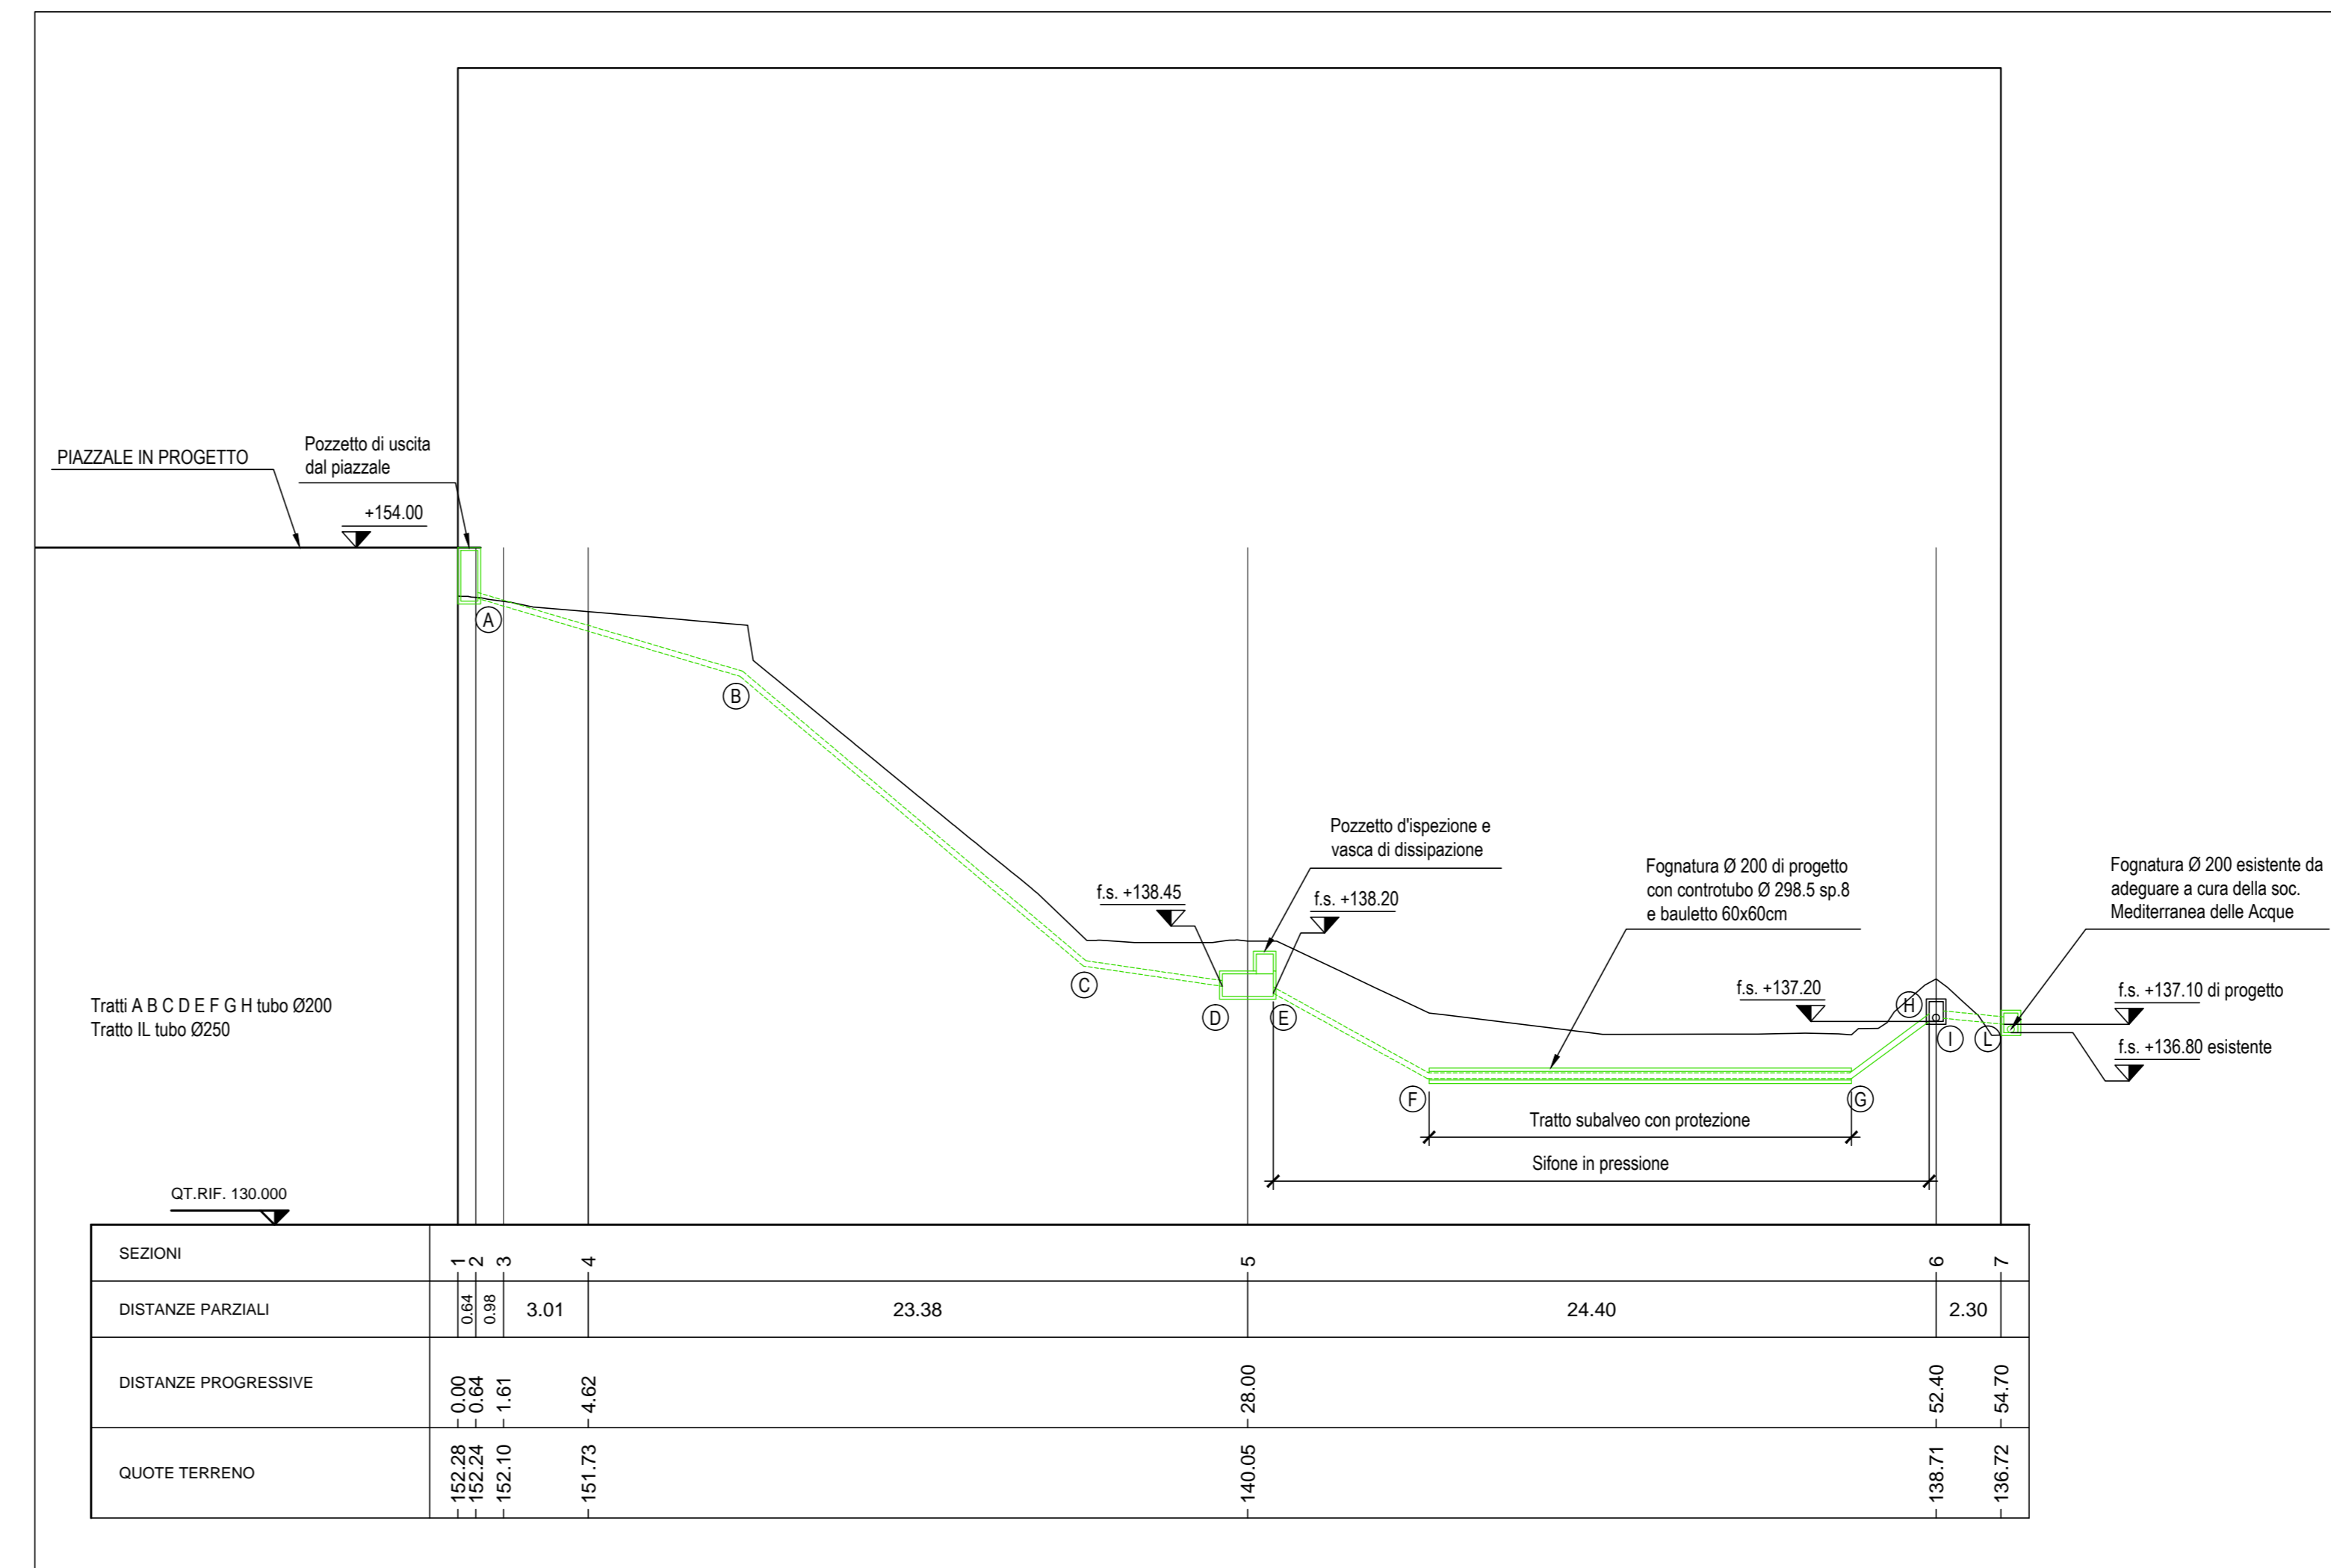 Pozzetto di uscita
dal piazzale
PIAZZALE IN PROGETTO
+154.00
A
B
Pozzetto d'ispezione e
vasca di dissipazione
Fognatura Ø 200 di progetto
con controtubo Ø 298.5 sp.8
e bauletto 60x60cm
Fognatura Ø 200 esistente da
adeguare a cura della soc.
Mediterranea delle Acque
f.s. +138.45
f.s. +138.20
C
D
E
f.s. +137.20
H
I
L
f.s. +137.10 di progetto
f.s. +136.80 esistente
Tratti A B C D E F G H tubo Ø200
Tratto IL tubo Ø250
F
G
Tratto subalveo con protezione
Sifone in pressione
QT.RIF. 130.000
SEZIONI 1 2 3 4 5 6 7
DISTANZE PARZIALI 0.64 0.98 3.01 23.38 24.40 2.30
DISTANZE PROGRESSIVE 0.00 0.64 1.61 4.62 28.00 52.40 54.70
QUOTE TERRENO 152.28 152.24 152.10 151.73 140.05 138.71 136.72